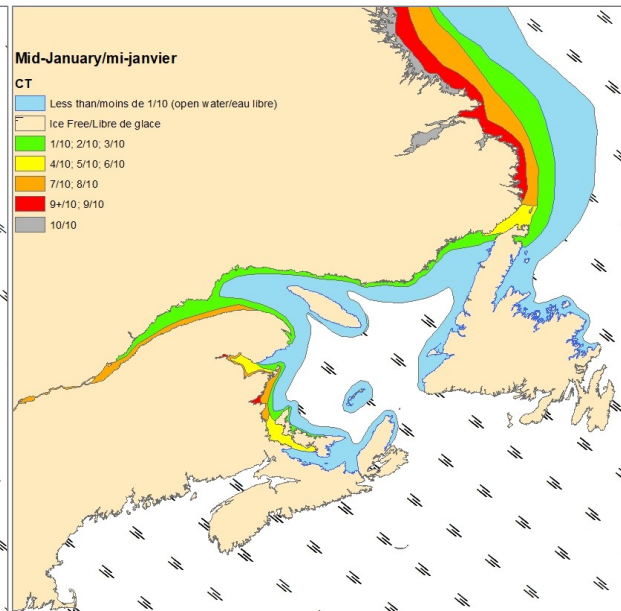 Mid-January/mi-janvier
CT
Less than/moins de 1/10 (open water/eau libre)
Ice Free/Libre de glace
1/10; 2/10; 3/10
4/10; 5/10; 6/10
7/10; 8/10
9+/10; 9/10
10/10